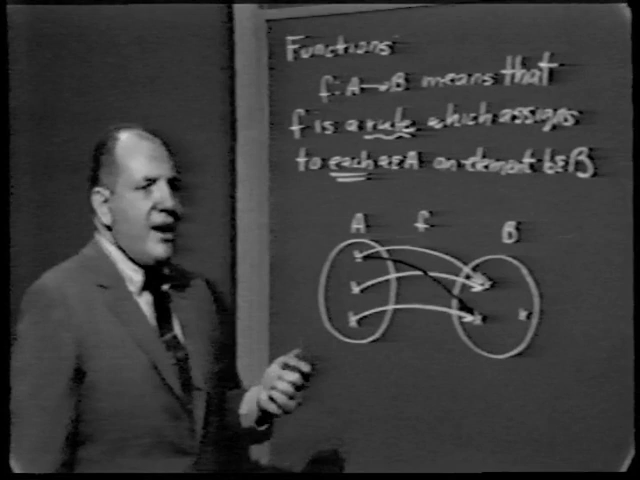 Functions
f: A→B means that
f is a rule which assigns
to each a∈A an element b∈B
A f B